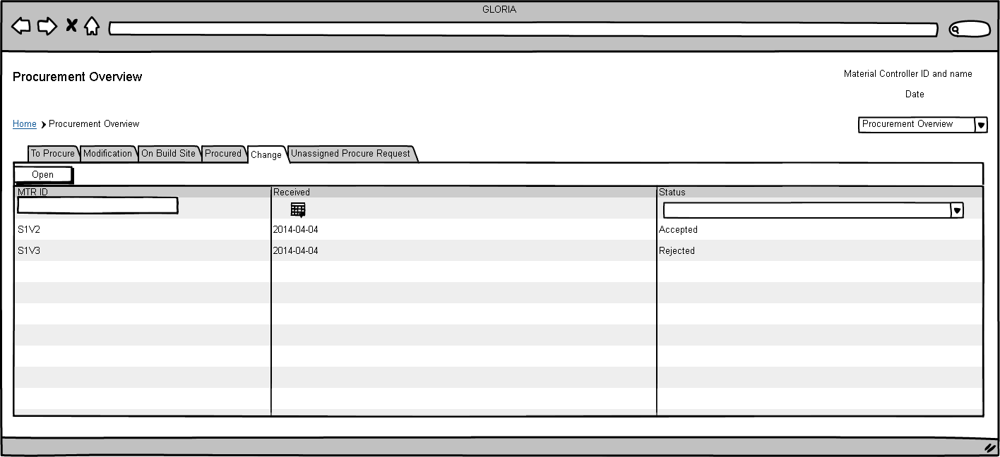 GLORIA
Procurement Overview
Material Controller ID and name
Date
Home Procurement Overview
Procurement Overview
To Procure Modification On Build Site Procured Change Unassigned Procure Request
Open
MTR ID Received Status
S1V2 2014-04-04 Accepted
S1V3 2014-04-04 Rejected